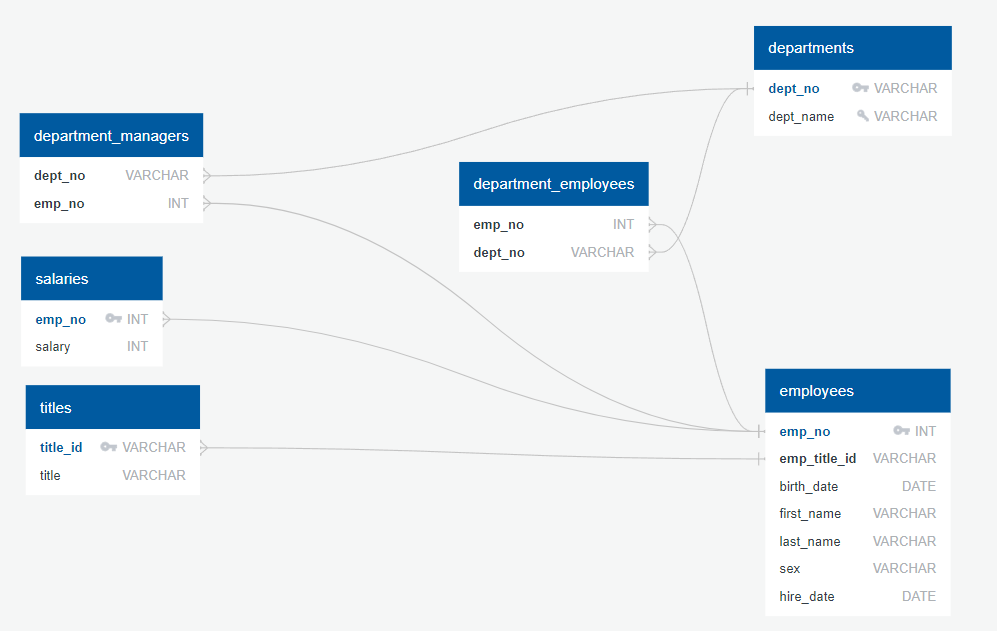 departments
dept_no VARCHAR
dept_name VARCHAR
department_managers
dept_no VARCHAR
emp_no INT
department_employees
emp_no INT
dept_no VARCHAR
salaries
emp_no INT
salary INT
titles
title_id VARCHAR
title VARCHAR
employees
emp_no INT
emp_title_id VARCHAR
birth_date DATE
first_name VARCHAR
last_name VARCHAR
sex VARCHAR
hire_date DATE